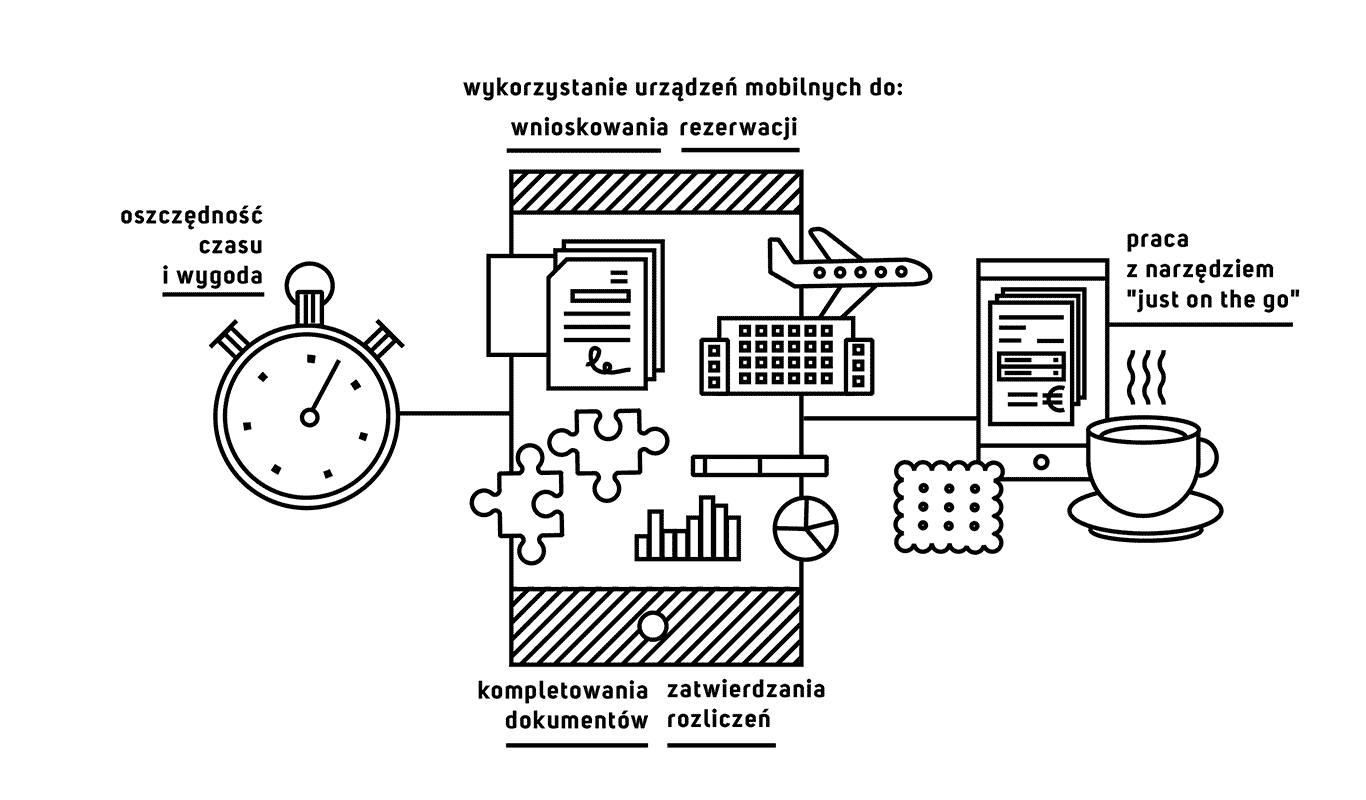 wykorzystanie urządzeń mobilnych do:
wnioskowania rezerwacji
oszczędność
czasu
i wygoda
praca
z narzędziem
"just on the go"
€
kompletowania zatwierdzania
dokumentów rozliczeń